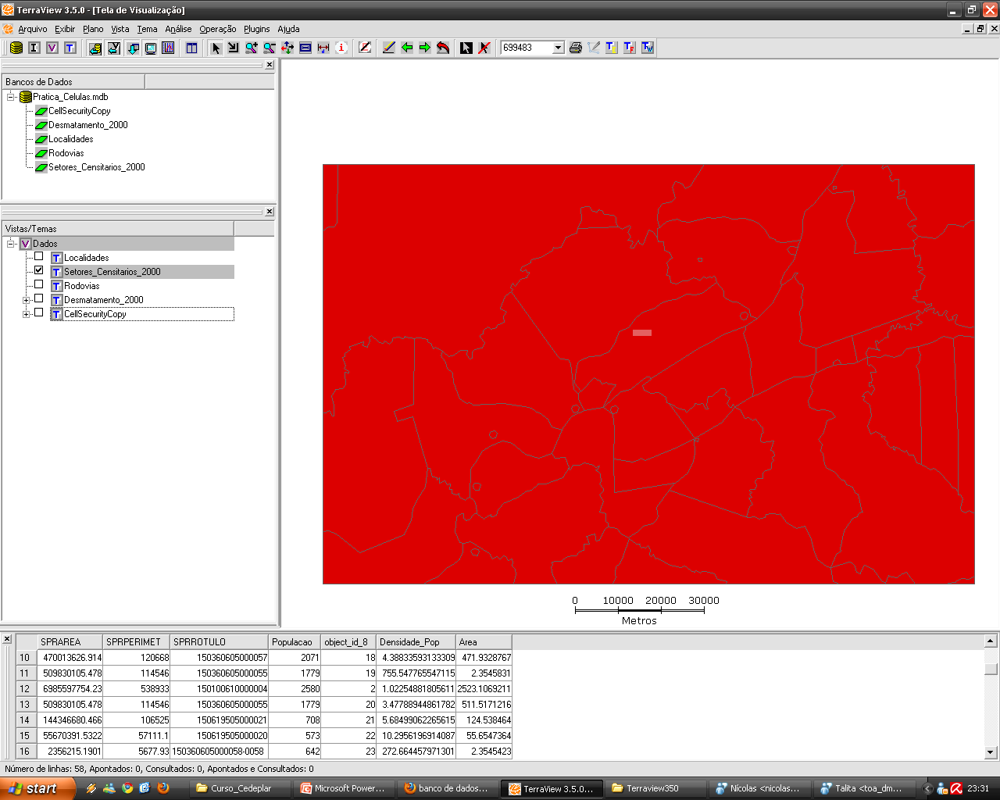 TerraView 3.5.0 - [Tela de Visualização]
Arquivo Exibir Plano Vista Tema Análise Operação Plugins Ajuda
699483
Bancos de Dados
Pratica_Celulas.mdb
CellSecurityCopy
Desmatamento_2000
Localidades
Rodovias
Setores_Censitarios_2000
Vistas/Temas
Dados
Localidades
Setores_Censitarios_2000
Rodovias
Desmatamento_2000
CellSecurityCopy
0 10000 20000 30000
Metros
SPRAREA SPRPERIMET SPRROTULO Populacao object_id_8 Densidade_Pop Area
10 470013626.914 120668 150360605000057 2071 18 4.38833593133309 471.9328767
11 509830105.478 114546 150360605000055 1779 19 755.547765547115 2.3545831
12 6985597754.23 538933 150100610000004 2580 2 1.02254881805611 2523.1069211
13 509830105.478 114546 150360605000055 1779 20 3.47788944861782 511.5171216
14 144346680.466 106525 150619505000021 708 21 5.68499062265615 124.538464
15 55670391.5322 57111.1 150619505000020 573 22 10.2956196914087 55.6547364
16 2356215.1901 5677.93 150360605000058-0058 642 23 272.664457971301 2.3545423
Número de linhas: 58, Apontados: 0, Consultados: 0, Apontados e Consultados: 0
start Curso_Cedeplar Microsoft Power... banco de dados... TerraView 3.5.0... Terraview350 Nícolas <nicolas... Talita <toa_dm... 23:31